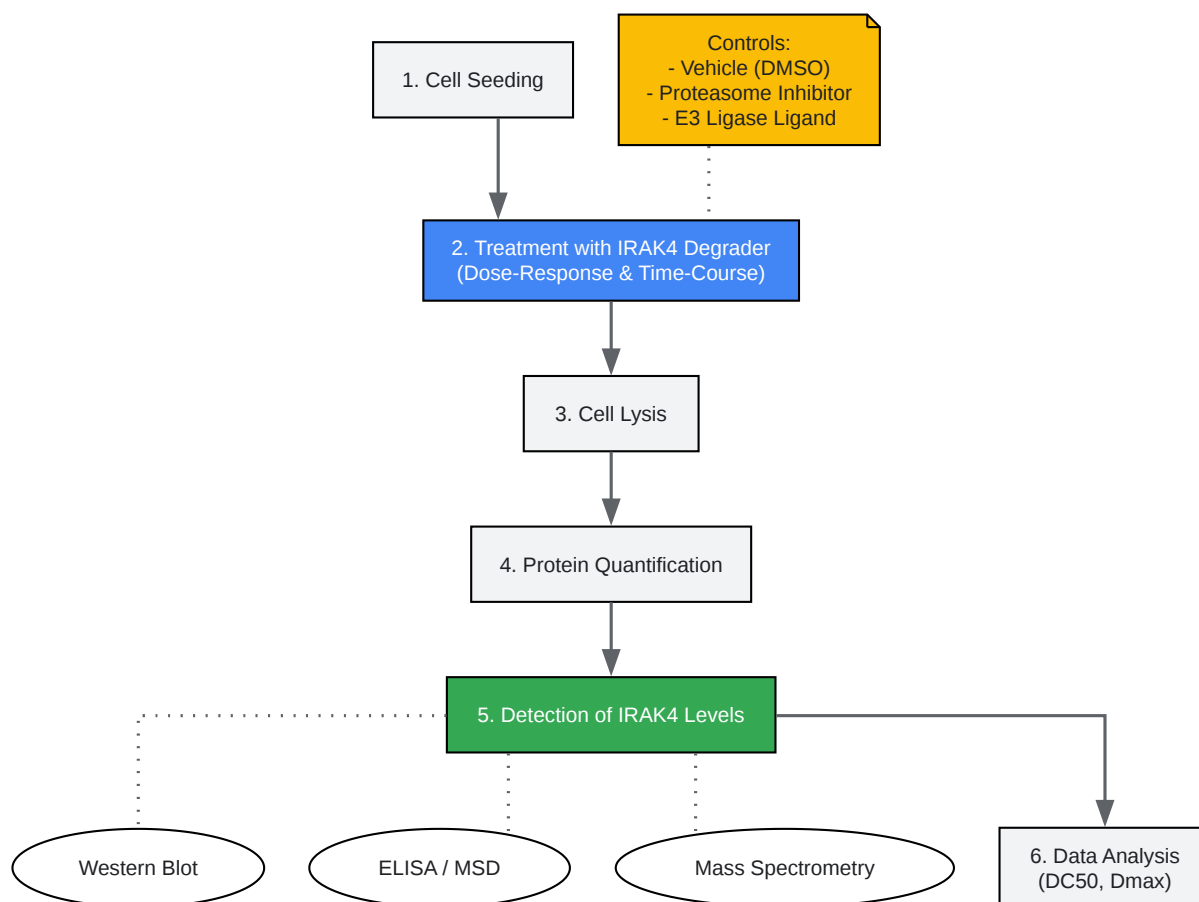 1. Cell Seeding
Controls:
- Vehicle (DMSO)
- Proteasome Inhibitor
- E3 Ligase Ligand
2. Treatment with IRAK4 Degrader
(Dose-Response & Time-Course)
3. Cell Lysis
4. Protein Quantification
5. Detection of IRAK4 Levels
Western Blot
ELISA / MSD
Mass Spectrometry
6. Data Analysis
(DC50, Dmax)